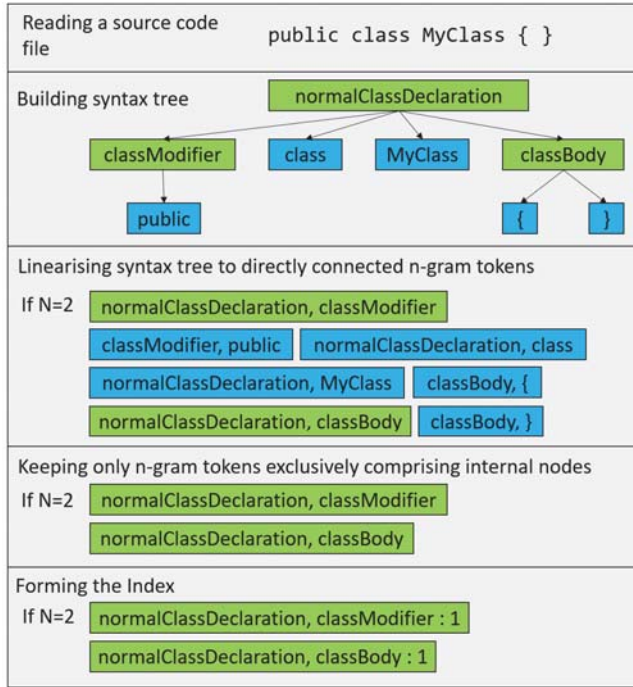 Reading a source code
file
public class MyClass { }
Building syntax tree
normalClassDeclaration
classModifier
class
MyClass
classBody
public
{
}
Linearising syntax tree to directly connected n-gram tokens
If N=2
normalClassDeclaration, classModifier
classModifier, public
normalClassDeclaration, class
normalClassDeclaration, MyClass
classBody, {
normalClassDeclaration, classBody
classBody, }
Keeping only n-gram tokens exclusively comprising internal nodes
If N=2
normalClassDeclaration, classModifier
normalClassDeclaration, classBody
Forming the Index
If N=2
normalClassDeclaration, classModifier : 1
normalClassDeclaration, classBody : 1